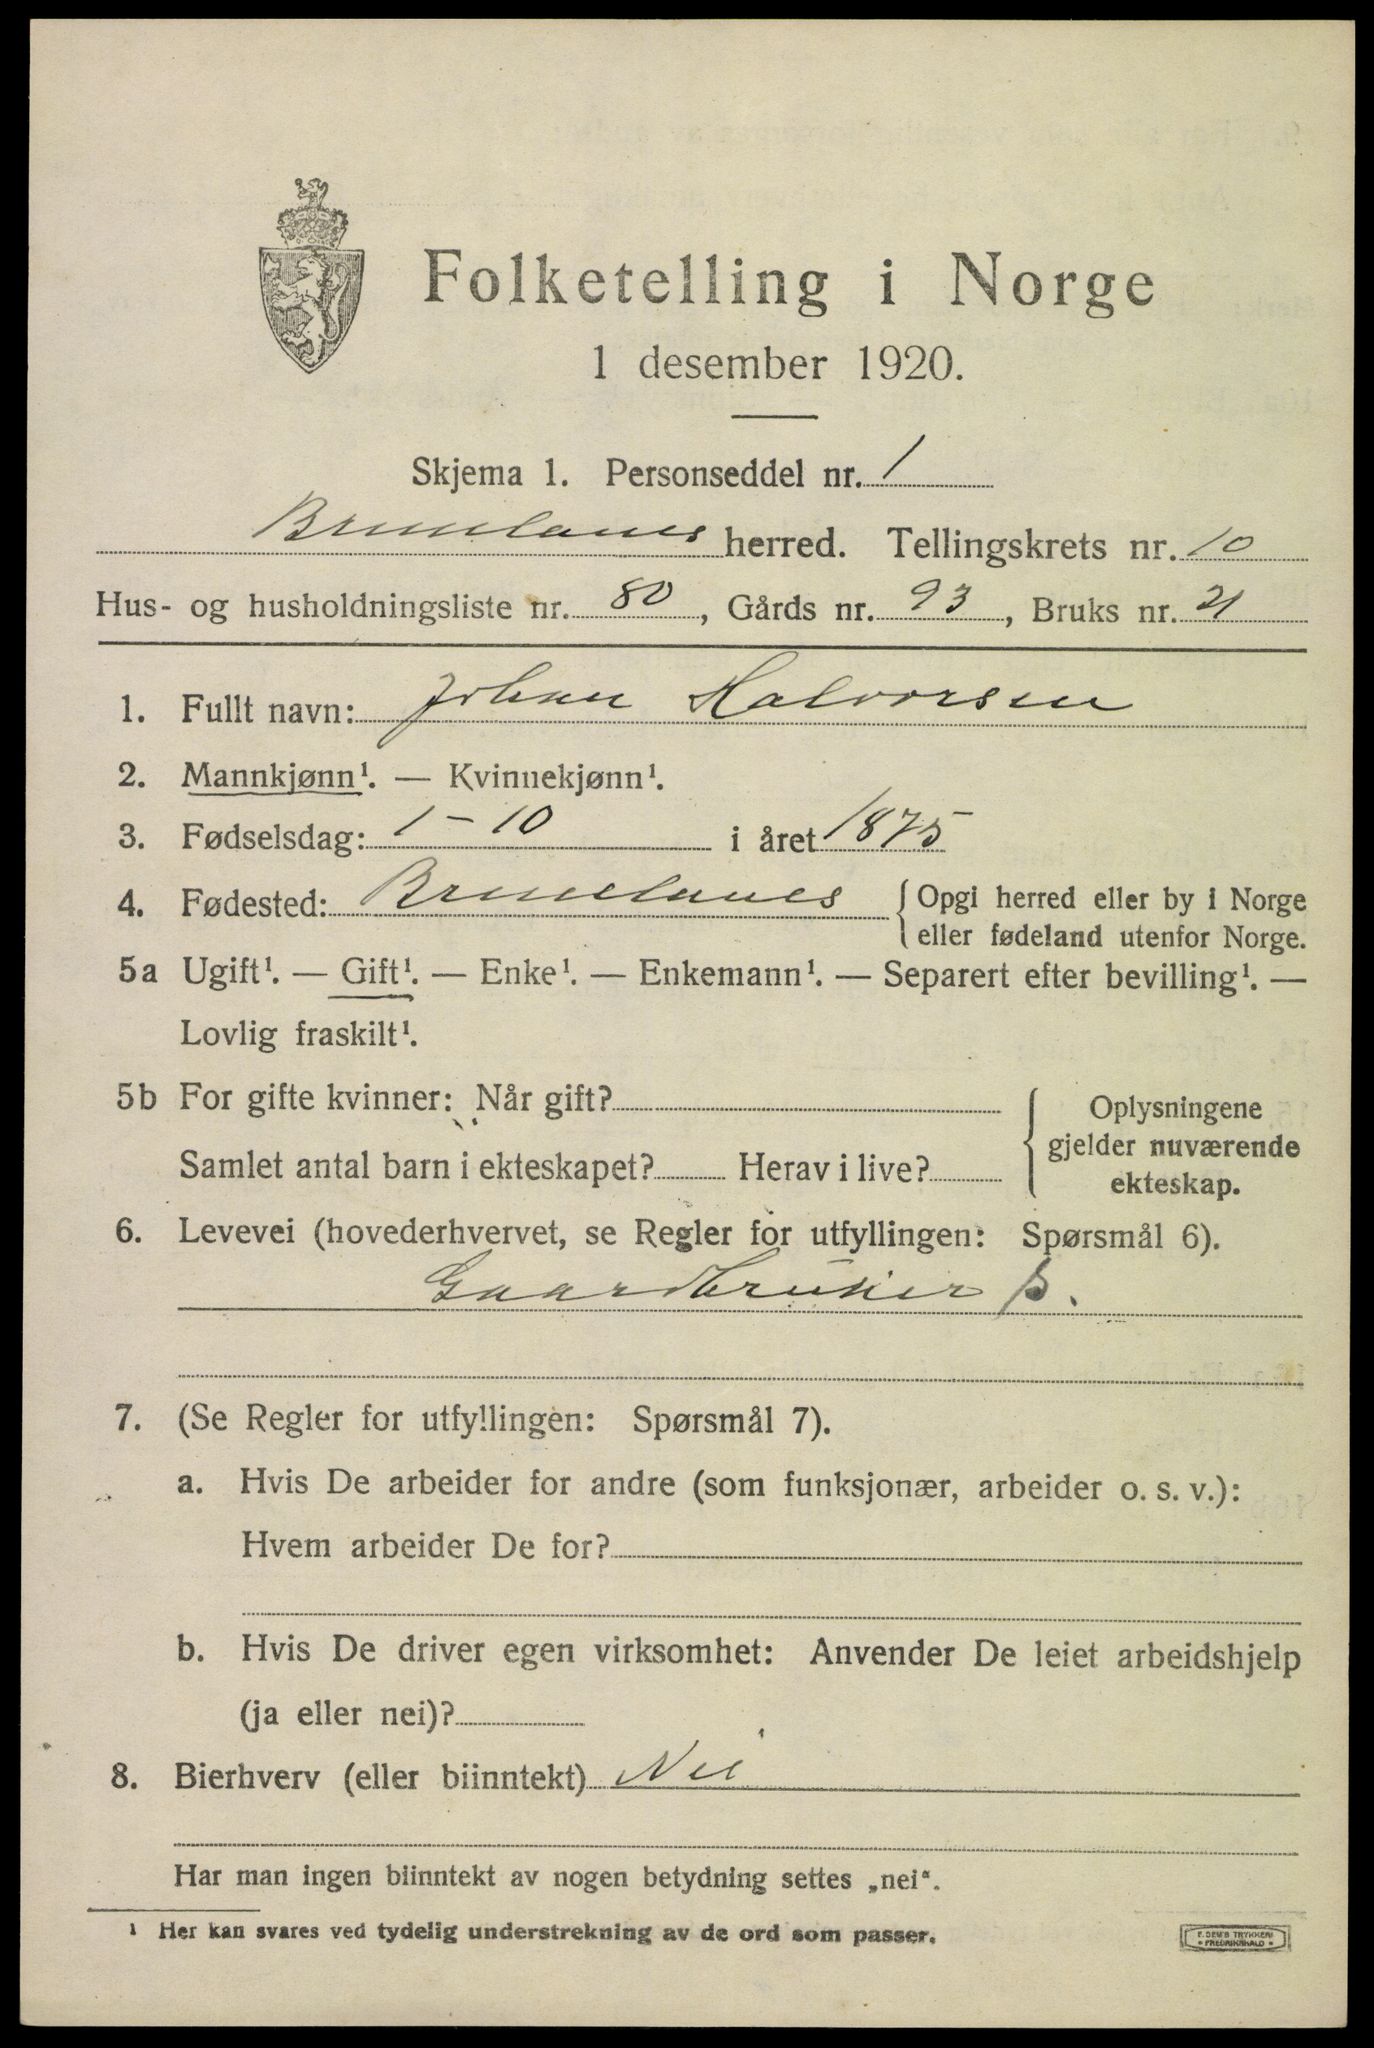 Folketelling i Norge
1 desember 1920.
Skjema 1. Personseddel nr. 1
Brunlanes herred. Tellingskrets nr. 10
Hus- og husholdningsliste nr. 80, Gårds nr. 93, Bruks nr. 21
1. Fullt navn: Johan Halvorsen
2. Mannkjønn¹. — Kvinnekjønn¹.
3. Fødselsdag: 1 - 10 i året 1875
4. Fødested: Brunlanes { Opgi herred eller by i Norge
eller fødeland utenfor Norge.
5a Ugift¹. — Gift¹. — Enke¹. — Enkemann¹. — Separert efter bevilling¹. —
Lovlig fraskilt¹.
5b For gifte kvinner: Når gift?
Samlet antal barn i ekteskapet? Herav i live?
Oplysningene
gjelder nuværende
ekteskap.
6. Levevei (hovederhvervet, se Regler for utfyllingen: Spørsmål 6).
Gaardbruker S.
7. (Se Regler for utfyllingen: Spørsmål 7).
a. Hvis De arbeider for andre (som funksjonær, arbeider o. s. v.):
Hvem arbeider De for?
b. Hvis De driver egen virksomhet: Anvender De leiet arbeidshjelp
(ja eller nei)?
8. Bierhverv (eller biinntekt) Nei
Har man ingen biinntekt av nogen betydning settes „nei".
¹ Her kan svares ved tydelig understrekning av de ord som passer.
E. SEM'S TRYKKERI
• FREDRIKSHALD •